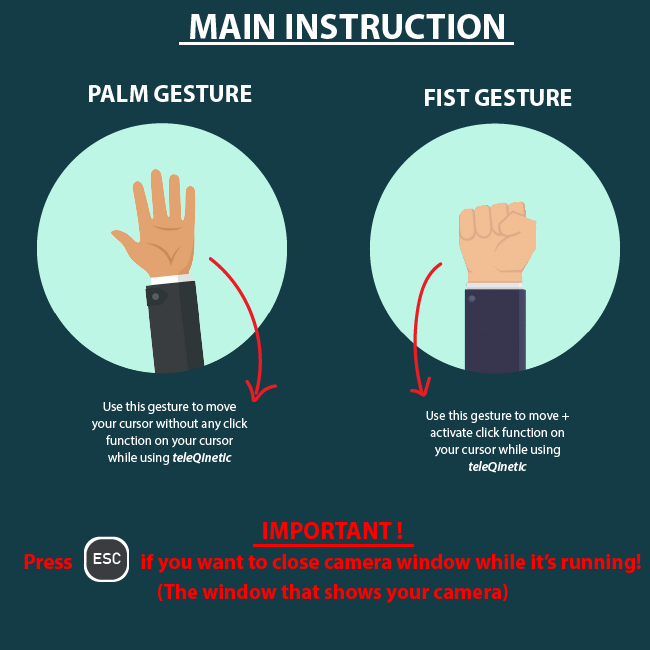 MAIN INSTRUCTION
PALM GESTURE
Use this gesture to move
your cursor without any click
function on your cursor
while using teleQinetic
FIST GESTURE
Use this gesture to move +
activate click function on
your cursor while using
teleQinetic
IMPORTANT !
Press ESC if you want to close camera window while it's running!
(The window that shows your camera)